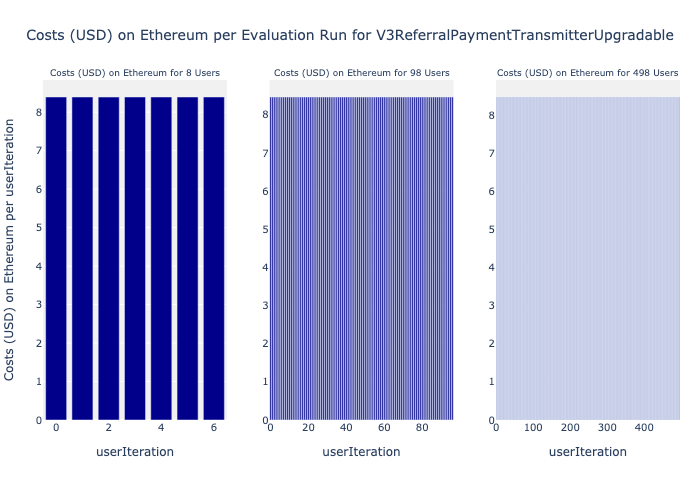 Costs (USD) on Ethereum per Evaluation Run for V3ReferralPaymentTransmitterUpgradable
Costs (USD) on Ethereum for 8 Users
Costs (USD) on Ethereum for 98 Users
Costs (USD) on Ethereum for 498 Users
Costs (USD) on Ethereum per userIteration
8
7
6
5
4
3
2
1
0
0 2 4 6
userIteration
8
7
6
5
4
3
2
1
0
0 20 40 60 80
userIteration
8
7
6
5
4
3
2
1
0
0 100 200 300 400
userIteration